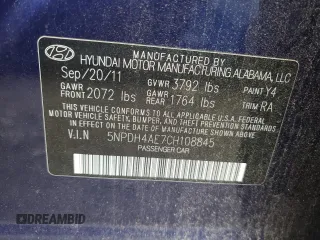 MANUFACTURED BY
HYUNDAI MOTOR MANUFACTURING ALABAMA, LLC
Sep/20/11 GVWR 3792 lbs PAINT Y4
GAWR FRONT 2072 lbs GAWR REAR 1764 lbs TRIM RA
THIS VEHICLE CONFORMS TO ALL APPLICABLE FEDERAL
MOTOR VEHICLE SAFETY, BUMPER, AND THEFT PREVENTION
STANDARDS IN EFFECT ON THE DATE OF MANUFACTURE
SHOWN ABOVE.
V.I.N 5NPDH4AE7CH108845
PASSENGER CAR
DREAMBID